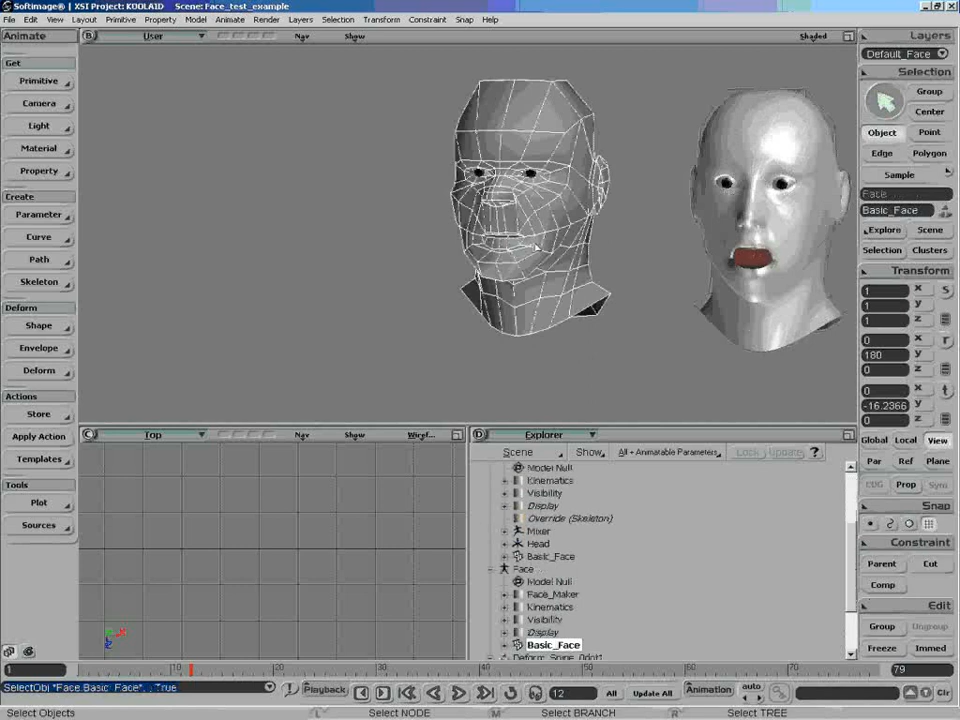 Softimage® | XSI Project: KOOLAID Scene: Face_test_example
File Edit View Layout Primitive Property Model Animate Render Layers Selection Transform Constraint Snap Help
Animate
Get
Primitive
Camera
Light
Material
Property
Create
Parameter
Curve
Path
Skeleton
Deform
Shape
Envelope
Deform
Actions
Store
Apply Action
Templates
Tools
Plot
Sources
B User Nav Show Shaded
C Top Nav Show Wiref...
D Explorer
Scene Show All + Animatable Parameters Lock Update ?
Model Null
Kinematics
Visibility
Display
Override (Skeleton)
Mixer
Head
Basic_Face
Face
Model Null
Face_Maker
Kinematics
Visibility
Display
Basic_Face
Layers
Default_Face
Selection
Group
Center
Object Point
Edge Polygon
Sample
Face
Basic_Face
Explore Scene
Selection Clusters
Transform
1 x s
1 y
1 z
0 x r
180 y
0 z
0 x t
-16.2366 y
0 z
Global Local View
Par Ref Plane
COG Prop Sym
Snap
Constraint
Parent Cut
Comp
Edit
Group Ungroup
Freeze Immed
1 10 20 30 40 50 60 70 79
SelectObj "Face.Basic_Face", , True Playback 12 All Update All Animation auto Clr
Select Objects L Select NODE M Select BRANCH R Select TREE